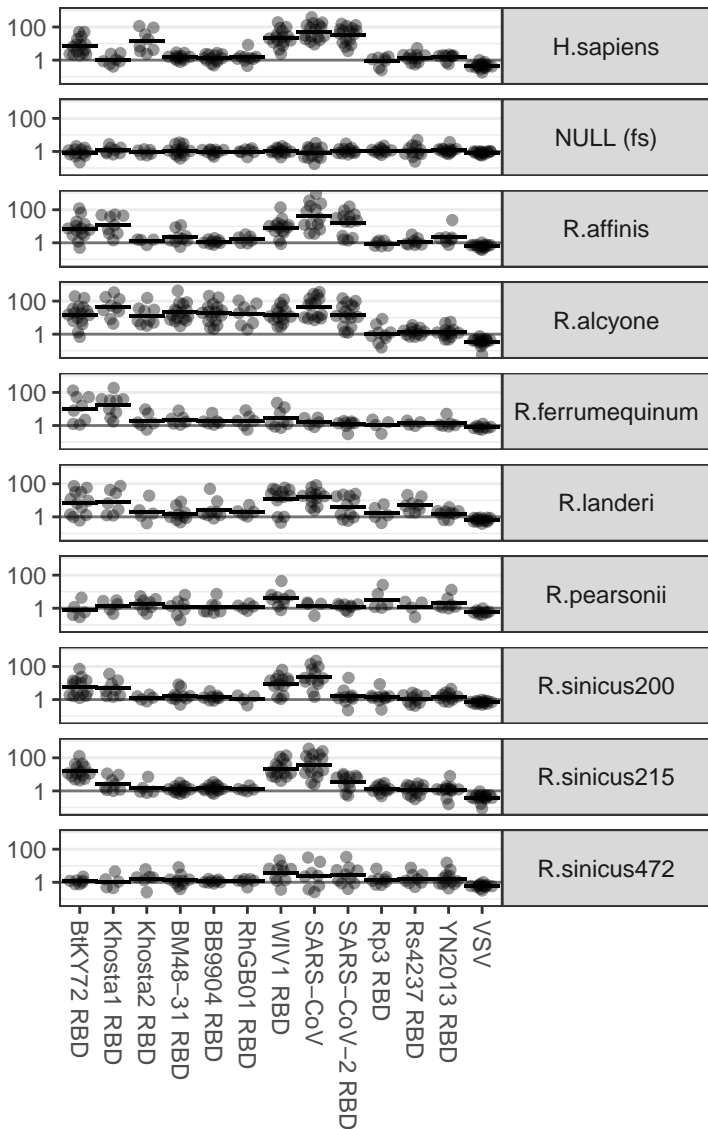 100
1
H.sapiens
100
1
NULL (fs)
100
1
R.affinis
100
1
R.alcyone
100
1
R.ferrumequinum
100
1
R.landeri
100
1
R.pearsonii
100
1
R.sinicus200
100
1
R.sinicus215
100
1
R.sinicus472
BtKY72 RBD
Khosta1 RBD
Khosta2 RBD
BM48−31 RBD
BB9904 RBD
RhGB01 RBD
WIV1 RBD
SARS−CoV
SARS−CoV−2 RBD
Rp3 RBD
Rs4237 RBD
YN2013 RBD
VSV